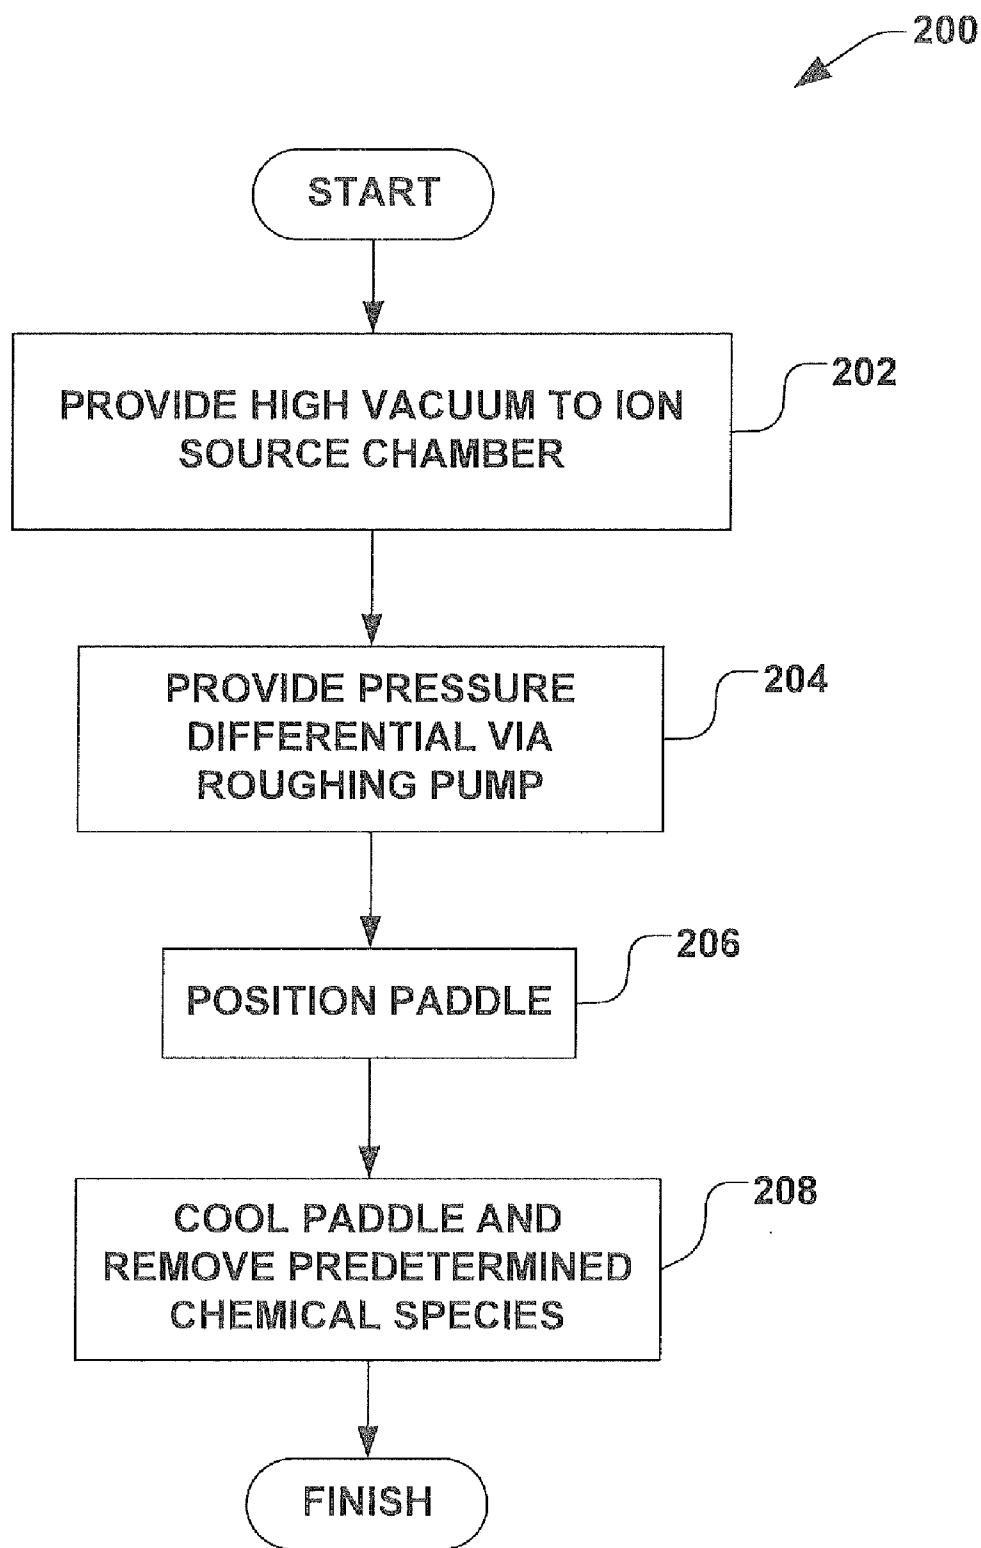 200
START
PROVIDE HIGH VACUUM TO ION
SOURCE CHAMBER
202
PROVIDE PRESSURE
DIFFERENTIAL VIA
ROUGHING PUMP
204
POSITION PADDLE
206
COOL PADDLE AND
REMOVE PREDETERMINED
CHEMICAL SPECIES
208
FINISH